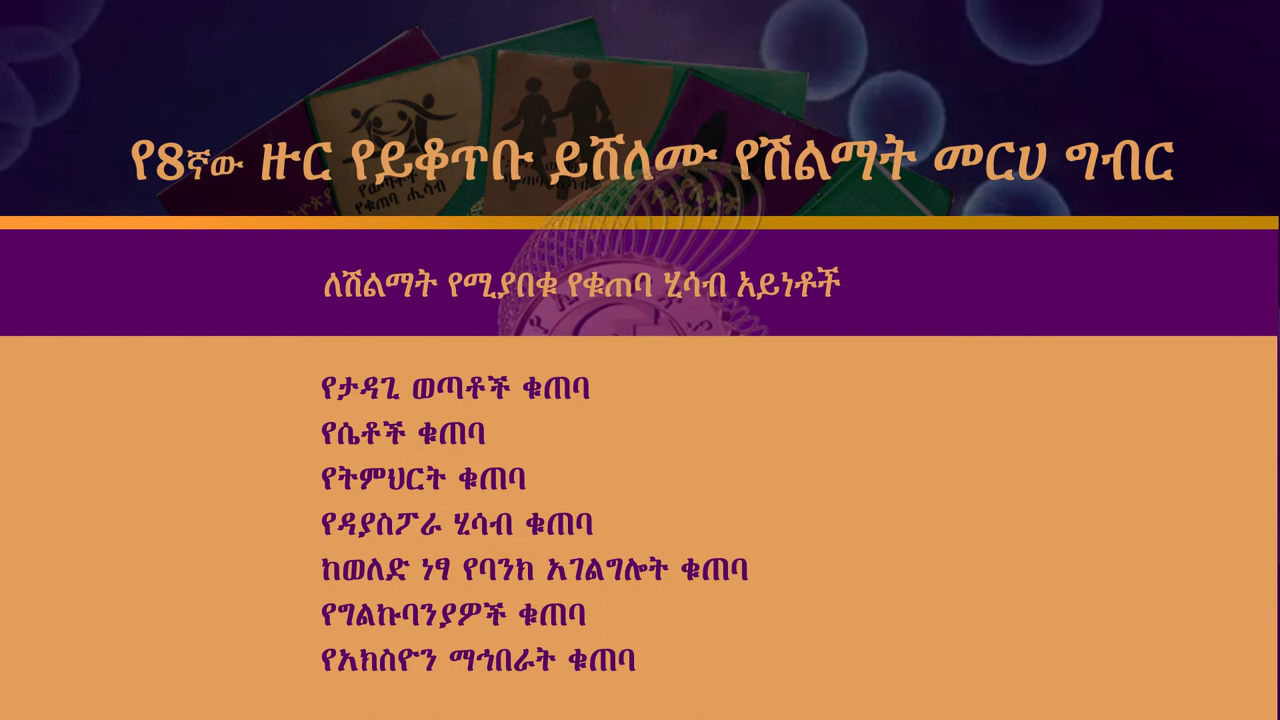 የ8ኛው ዙር የይቆጥቡ ይሸለሙ የሽልማት መርሀ ግብር
ለሽልማት የሚያበቁ የቁጠባ ሂሳብ አይነቶች
የታዳጊ ወጣቶች ቁጠባ
የሴቶች ቁጠባ
የትምህርት ቁጠባ
የዳያስፖራ ሂሳብ ቁጠባ
ከወለድ ነፃ የባንክ አገልግሎት ቁጠባ
የግልኩባንያዎች ቁጠባ
የአክስዮን ማኅበራት ቁጠባ